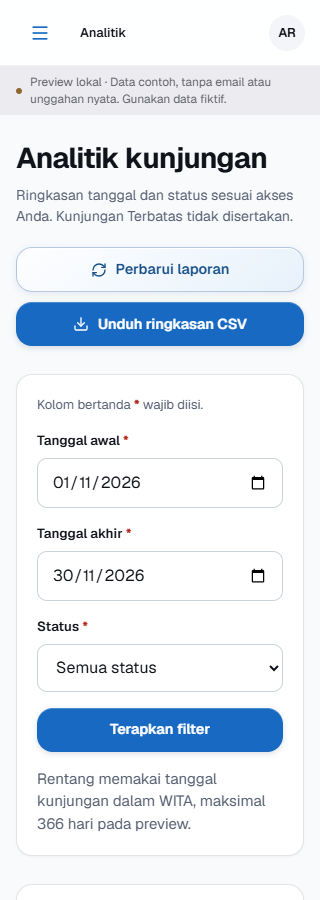 Analitik
AR
Preview lokal · Data contoh, tanpa email atau
unggahan nyata. Gunakan data fiktif.
Analitik kunjungan
Ringkasan tanggal dan status sesuai akses
Anda. Kunjungan Terbatas tidak disertakan.
Perbarui laporan
Unduh ringkasan CSV
Kolom bertanda * wajib diisi.
Tanggal awal *
01/11/2026
Tanggal akhir *
30/11/2026
Status *
Semua status
Terapkan filter
Rentang memakai tanggal
kunjungan dalam WITA, maksimal
366 hari pada preview.